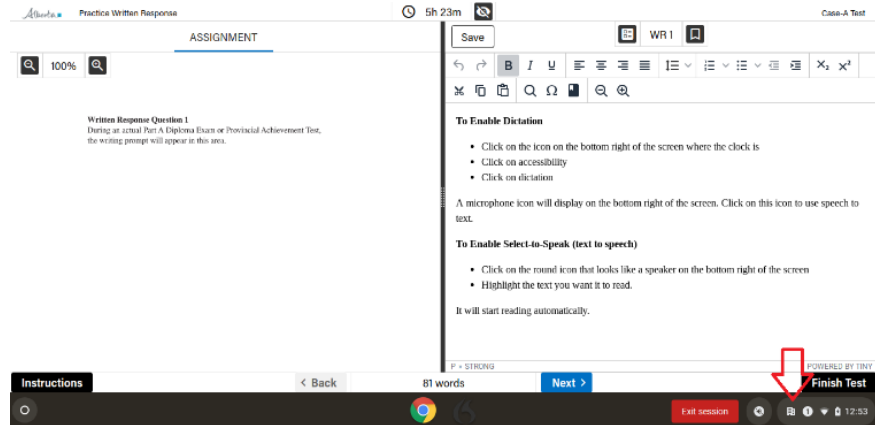 Alberta Practice Written Response
5h 23m
Case-A Test
ASSIGNMENT
Save
WR1
100%
B I U X₂ X²
Written Response Question 1
During an actual Part A Diploma Exam or Provincial Achievement Test,
the writing prompt will appear in this area.
To Enable Dictation
• Click on the icon on the bottom right of the screen where the clock is
• Click on accessibility
• Click on dictation
A microphone icon will display on the bottom right of the screen. Click on this icon to use speech to
text.
To Enable Select-to-Speak (text to speech)
• Click on the round icon that looks like a speaker on the bottom right of the screen
• Highlight the text you want it to read.
It will start reading automatically.
P » STRONG
POWERED BY TINY
Instructions
< Back
81 words
Next >
Finish Test
Exit session
1
12:53